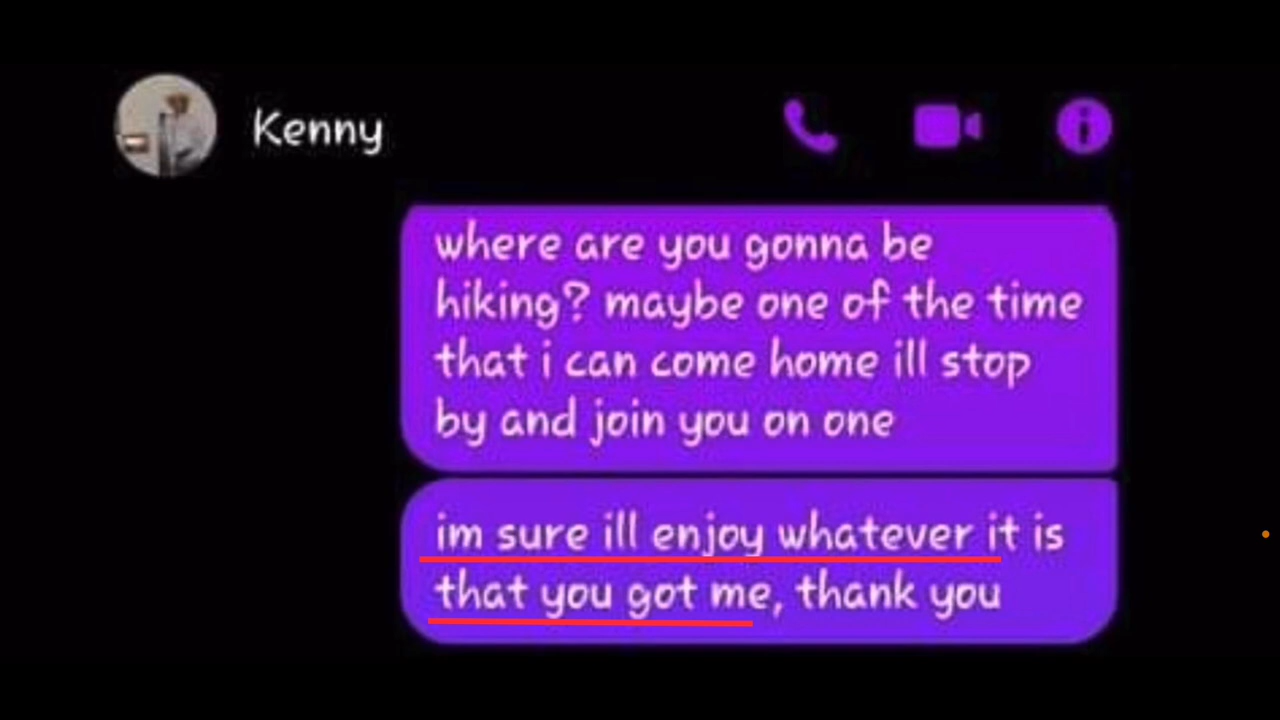 Kenny
where are you gonna be
hiking? maybe one of the time
that i can come home ill stop
by and join you on one
im sure ill enjoy whatever it is
that you got me, thank you